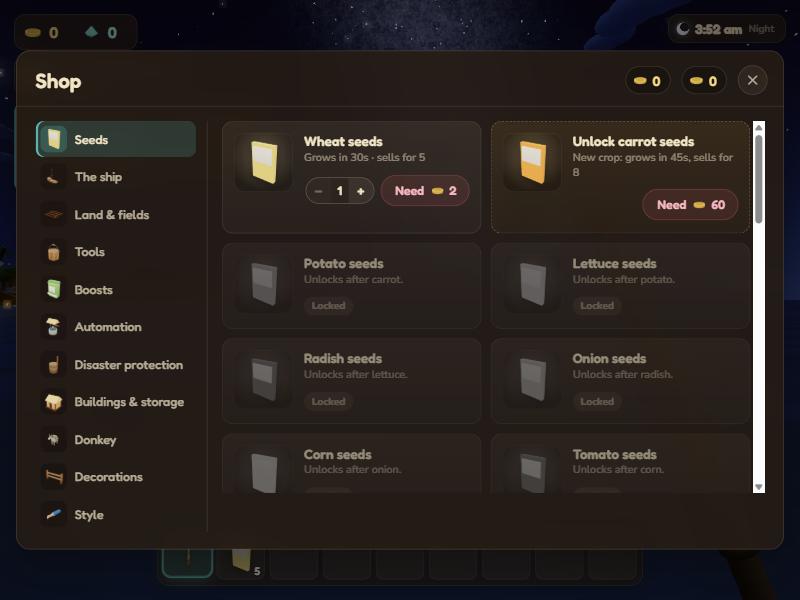 0 0
3:52 am Night
Shop
0 0
Seeds
The ship
Land & fields
Tools
Boosts
Automation
Disaster protection
Buildings & storage
Donkey
Decorations
Style
Wheat seeds
Grows in 30s · sells for 5
− 1 + Need 2
Unlock carrot seeds
New crop: grows in 45s, sells for
8
Need 60
Potato seeds
Unlocks after carrot.
Locked
Lettuce seeds
Unlocks after potato.
Locked
Radish seeds
Unlocks after lettuce.
Locked
Onion seeds
Unlocks after radish.
Locked
Corn seeds
Unlocks after onion.
Tomato seeds
Unlocks after corn.
5